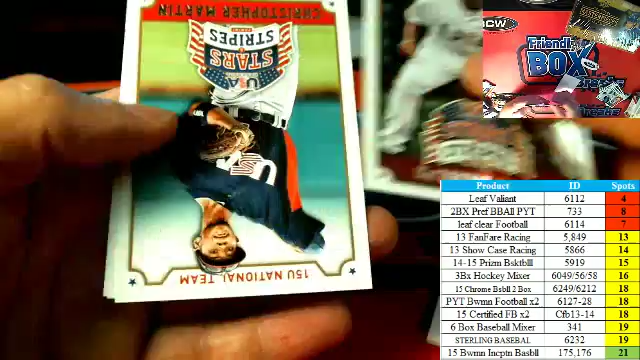 CHRISTOPHER MARTIN
USA
STARS
STRIPES
USA
15U NATIONAL TEAM
Friendly
BOX
Breaks
Product ID Spots
Leaf Valiant 6112 4
2BX Pref BBAll PYT 733 8
leaf clear Football 6114 7
13 FanFare Racing 5,849 13
13 Show Case Racing 5866 14
14-15 Prizm Bsktblll 5919 15
3Bx Hockey Mixer 6049/56/58 16
15 Chrome Bsbll 2 Box 6249/6212 18
PYT Bwmn Football x2 6127-28 18
15 Certified FB x2 Cfb13-14 18
6 Box Baseball Mixer 341 19
STERLING BASEBAL 6232 19
15 Bwmn Incptn Basbll 175,176 21